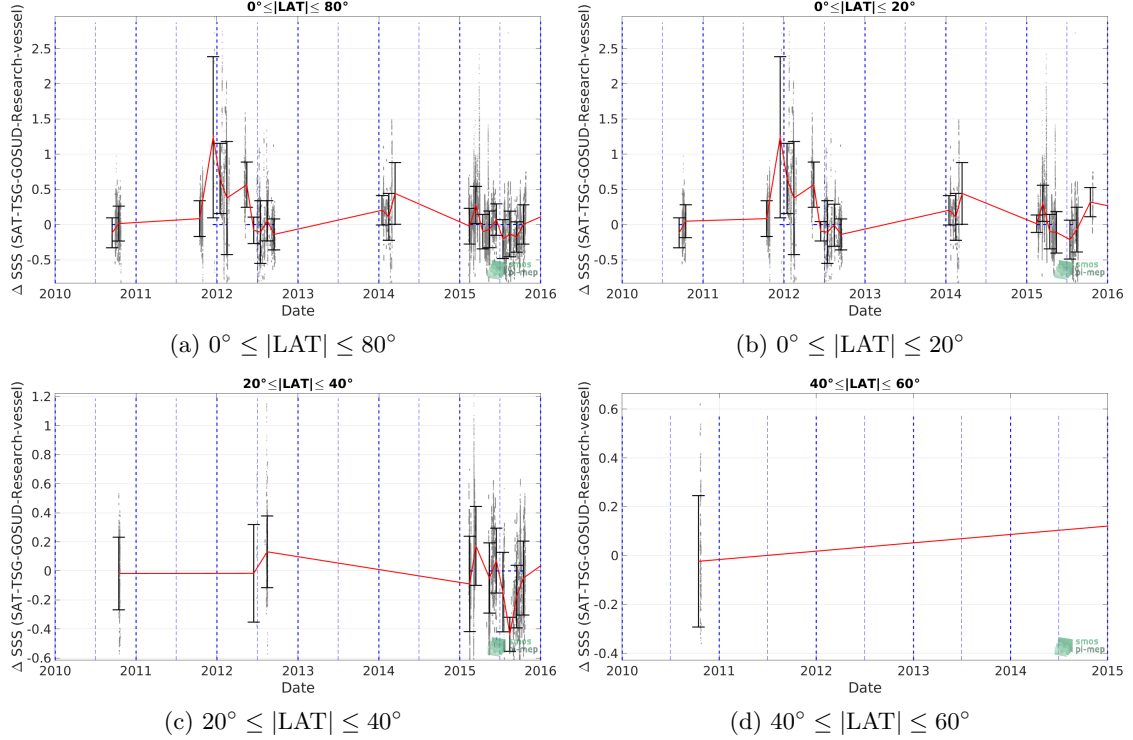 0°≤|LAT|≤ 80°
Δ SSS (SAT-TSG-GOSUD-Research-vessel)
2.5
2
1.5
1
0.5
0
-0.5
2010 2011 2012 2013 2014 2015 2016
Date
smos
pi-mep
(a) 0° ≤ |LAT| ≤ 80°
0°≤|LAT|≤ 20°
Δ SSS (SAT-TSG-GOSUD-Research-vessel)
2.5
2
1.5
1
0.5
0
-0.5
2010 2011 2012 2013 2014 2015 2016
Date
smos
pi-mep
(b) 0° ≤ |LAT| ≤ 20°
20°≤|LAT|≤ 40°
Δ SSS (SAT-TSG-GOSUD-Research-vessel)
1.2
1
0.8
0.6
0.4
0.2
0
-0.2
-0.4
-0.6
2010 2011 2012 2013 2014 2015 2016
Date
smos
pi-mep
(c) 20° ≤ |LAT| ≤ 40°
40°≤|LAT|≤ 60°
Δ SSS (SAT-TSG-GOSUD-Research-vessel)
0.6
0.4
0.2
0
-0.2
-0.4
2010 2011 2012 2013 2014 2015
Date
smos
pi-mep
(d) 40° ≤ |LAT| ≤ 60°